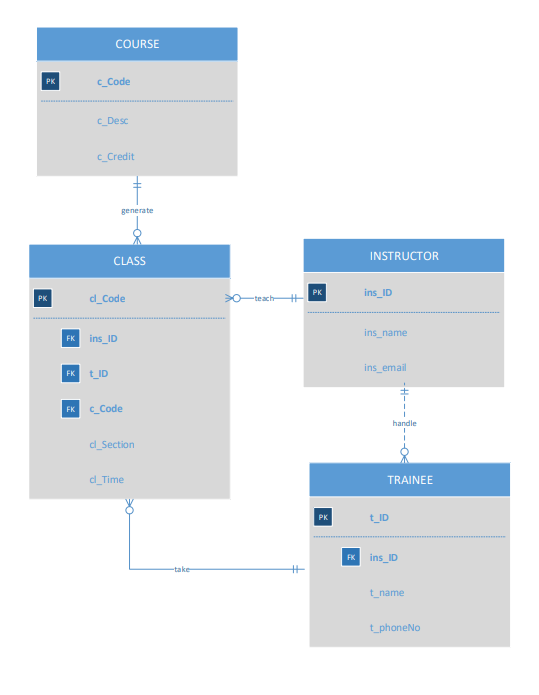 COURSE
PK c_Code
c_Desc
c_Credit
generate
CLASS
PK cl_Code
FK ins_ID
FK t_ID
FK c_Code
cl_Section
cl_Time
teach
INSTRUCTOR
PK ins_ID
ins_name
ins_email
handle
TRAINEE
PK t_ID
FK ins_ID
t_name
t_phoneNo
take